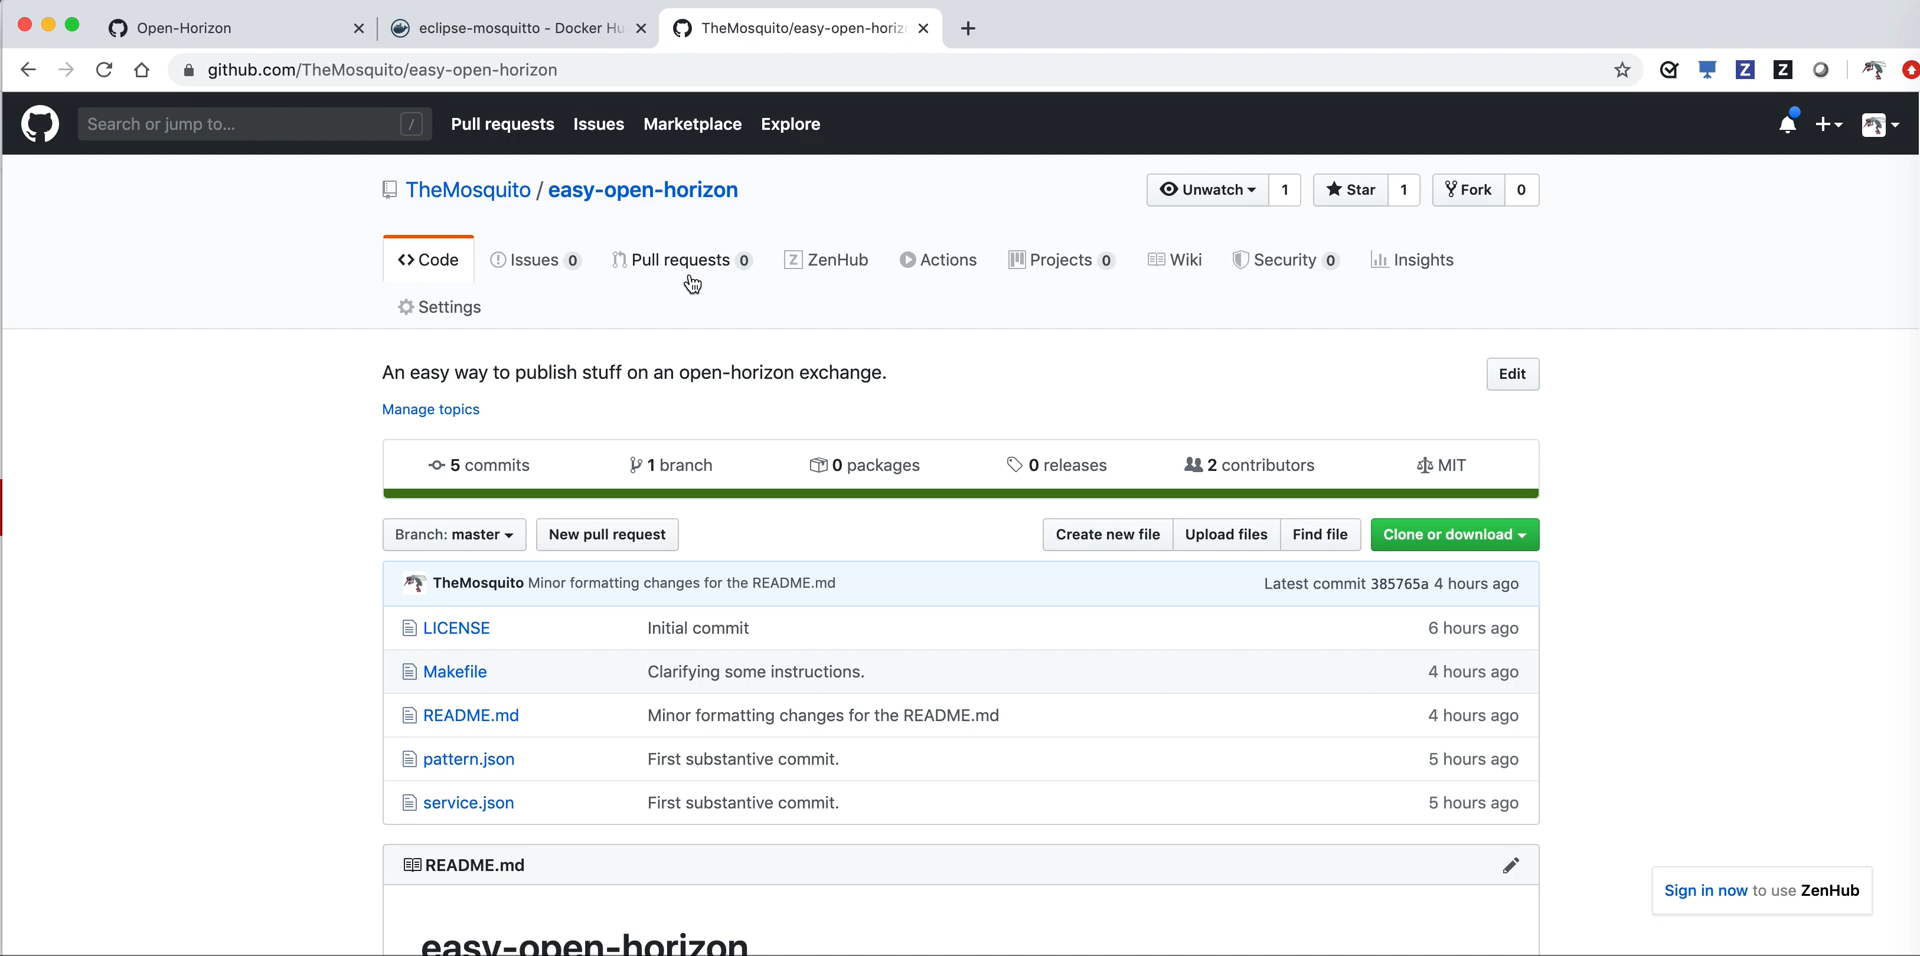 Open-Horizon
eclipse-mosquitto - Docker Hu
TheMosquito/easy-open-horiz
github.com/TheMosquito/easy-open-horizon
Z
Z
Search or jump to...
/
Pull requests
Issues
Marketplace
Explore
TheMosquito / easy-open-horizon
Unwatch 1
Star 1
Fork 0
Code
Issues 0
Pull requests 0
Z ZenHub
Actions
Projects 0
Wiki
Security 0
Insights
Settings
An easy way to publish stuff on an open-horizon exchange.
Edit
Manage topics
5 commits
1 branch
0 packages
0 releases
2 contributors
MIT
Branch: master
New pull request
Create new file
Upload files
Find file
Clone or download
TheMosquito Minor formatting changes for the README.md
Latest commit 385765a 4 hours ago
LICENSE Initial commit 6 hours ago
Makefile Clarifying some instructions. 4 hours ago
README.md Minor formatting changes for the README.md 4 hours ago
pattern.json First substantive commit. 5 hours ago
service.json First substantive commit. 5 hours ago
README.md
Sign in now to use ZenHub
easy-open-horizon